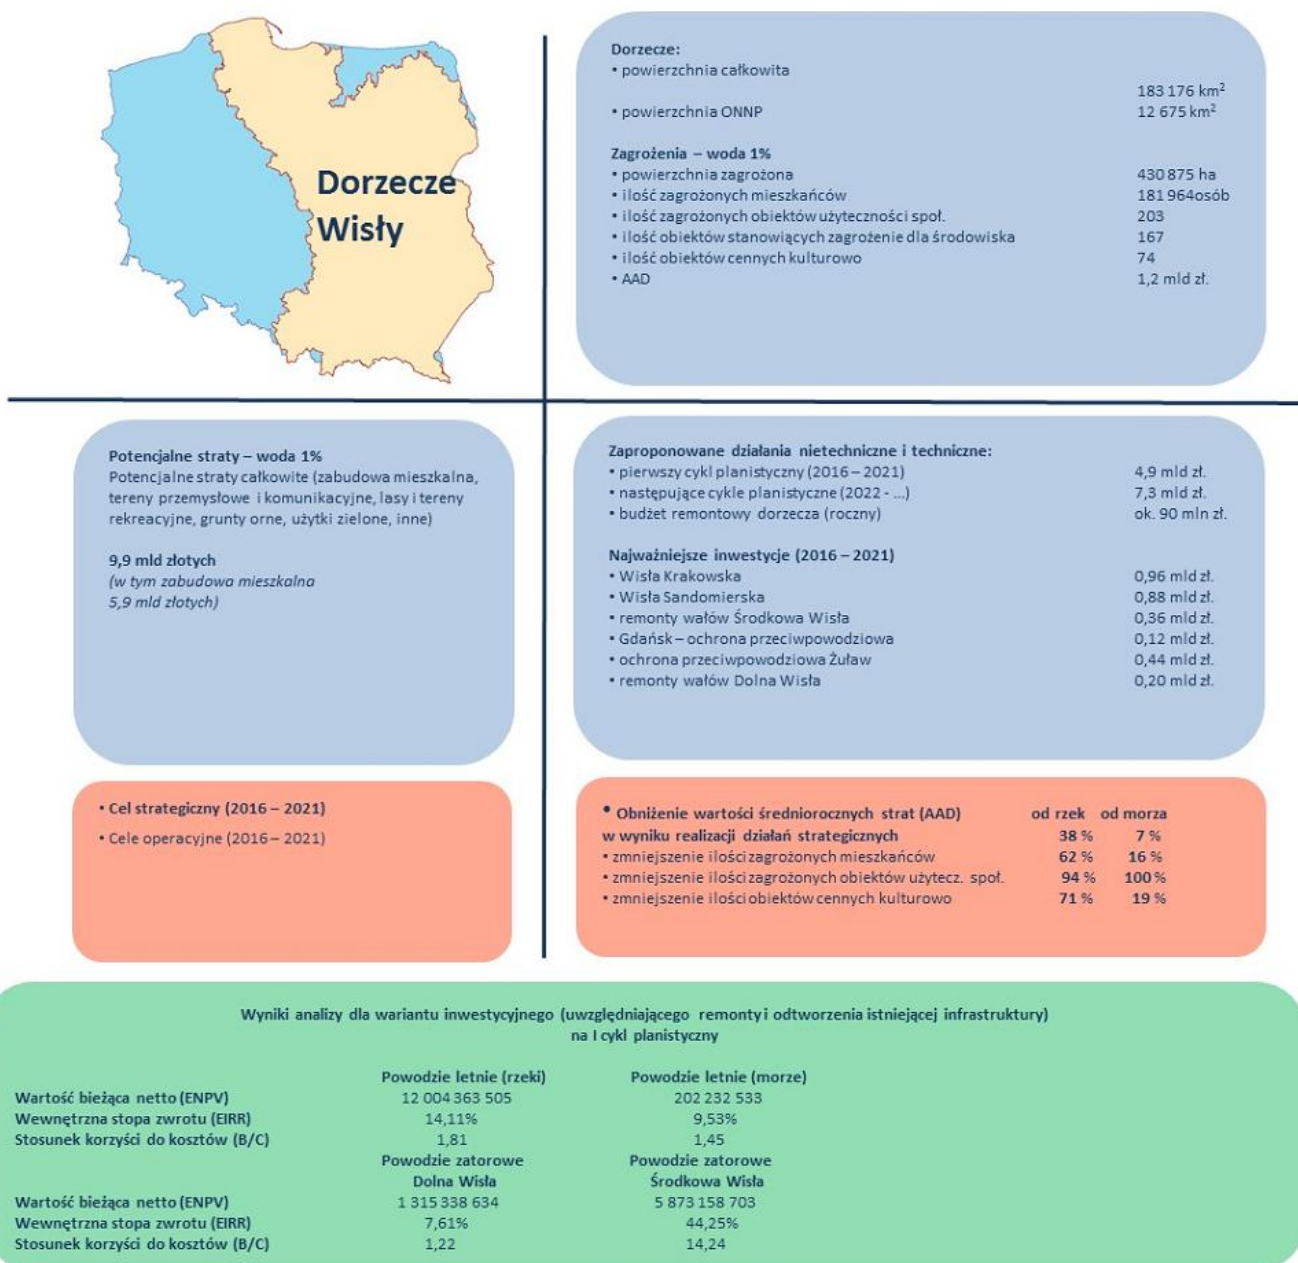 Dorzecze
Wisły
Dorzecze:
• powierzchnia całkowita
183 176 km²
• powierzchnia ONNP 12 675 km²
Zagrożenia – woda 1%
• powierzchnia zagrożona 430 875 ha
• ilość zagrożonych mieszkańców 181 964osób
• ilość zagrożonych obiektów użyteczności społ. 203
• ilość obiektów stanowiących zagrożenie dla środowiska 167
• ilość obiektów cennych kulturowo 74
• AAD 1,2 mld zł.
Potencjalne straty – woda 1%
Potencjalne straty całkowite (zabudowa mieszkalna,
tereny przemysłowe i komunikacyjne, lasy i tereny
rekreacyjne, grunty orne, użytki zielone, inne)
9,9 mld złotych
(w tym zabudowa mieszkalna
5,9 mld złotych)
Zaproponowane działania nietechniczne i techniczne:
• pierwszy cykl planistyczny (2016 – 2021) 4,9 mld zł.
• następujące cykle planistyczne (2022 - ...) 7,3 mld zł.
• budżet remontowy dorzecza (roczny) ok. 90 mln zł.
Najważniejsze inwestycje (2016 – 2021)
• Wisła Krakowska 0,96 mld zł.
• Wisła Sandomierska 0,88 mld zł.
• remonty wałów Środkowa Wisła 0,36 mld zł.
• Gdańsk – ochrona przeciwpowodziowa 0,12 mld zł.
• ochrona przeciwpowodziowa Żuław 0,44 mld zł.
• remonty wałów Dolna Wisła 0,20 mld zł.
• Cel strategiczny (2016 – 2021)
• Cele operacyjne (2016 – 2021)
• Obniżenie wartości średniorocznych strat (AAD) od rzek od morza
w wyniku realizacji działań strategicznych 38 % 7 %
• zmniejszenie ilości zagrożonych mieszkańców 62 % 16 %
• zmniejszenie ilości zagrożonych obiektów użytecz. społ. 94 % 100 %
• zmniejszenie ilości obiektów cennych kulturowo 71 % 19 %
Wyniki analizy dla wariantu inwestycyjnego (uwzględniającego remonty i odtworzenia istniejącej infrastruktury)
na I cykl planistyczny
Powodzie letnie (rzeki) Powodzie letnie (morze)
Wartość bieżąca netto (ENPV) 12 004 363 505 202 232 533
Wewnętrzna stopa zwrotu (EIRR) 14,11% 9,53%
Stosunek korzyści do kosztów (B/C) 1,81 1,45
Powodzie zatorowe Powodzie zatorowe
Dolna Wisła Środkowa Wisła
Wartość bieżąca netto (ENPV) 1 315 338 634 5 873 158 703
Wewnętrzna stopa zwrotu (EIRR) 7,61% 44,25%
Stosunek korzyści do kosztów (B/C) 1,22 14,24